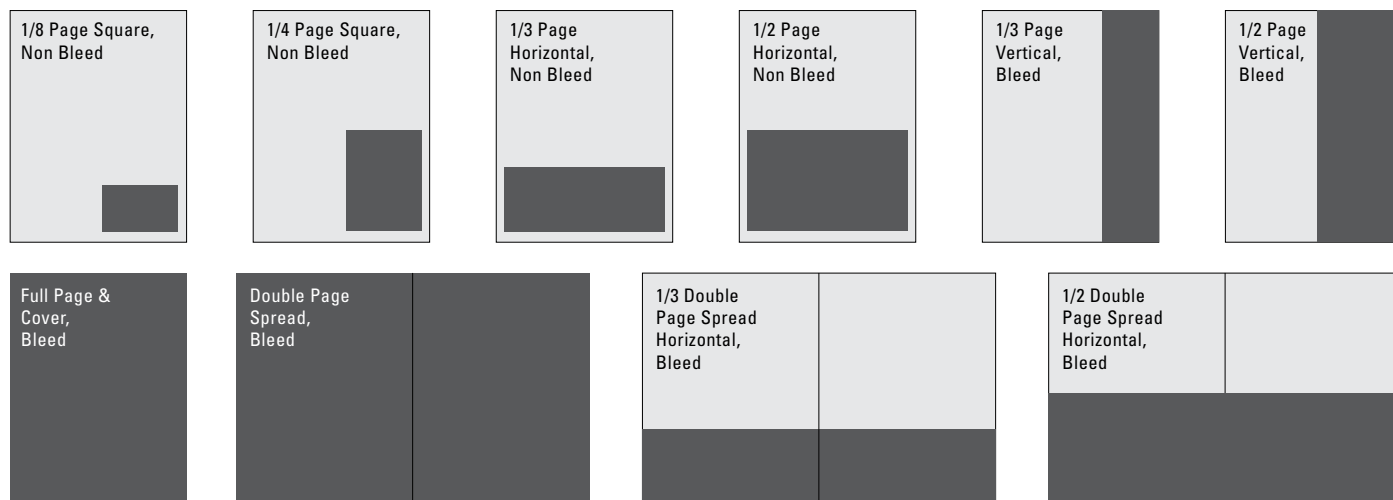 1/8 Page Square,
Non Bleed
1/4 Page Square,
Non Bleed
1/3 Page
Horizontal,
Non Bleed
1/2 Page
Horizontal,
Non Bleed
1/3 Page
Vertical,
Bleed
1/2 Page
Vertical,
Bleed
Full Page &
Cover,
Bleed
Double Page
Spread,
Bleed
1/3 Double
Page Spread
Horizontal,
Bleed
1/2 Double
Page Spread
Horizontal,
Bleed